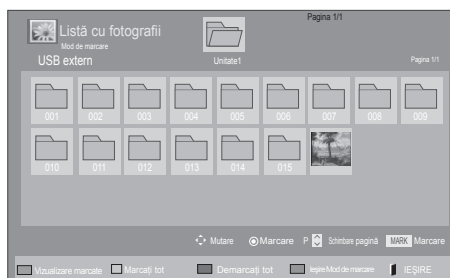 Pagina 1/1
Listă cu fotografii
Mod de marcare
USB extern
Unitate1
Pagina 1/1
001 002 003 004 005 006 007 008 009
010 011 012 013 014 015
Mutare Marcare P Schimbare pagină MARK Marcare
Vizualizare marcate Marcați tot Demarcați tot Ieşire Mod de marcare IEŞIRE